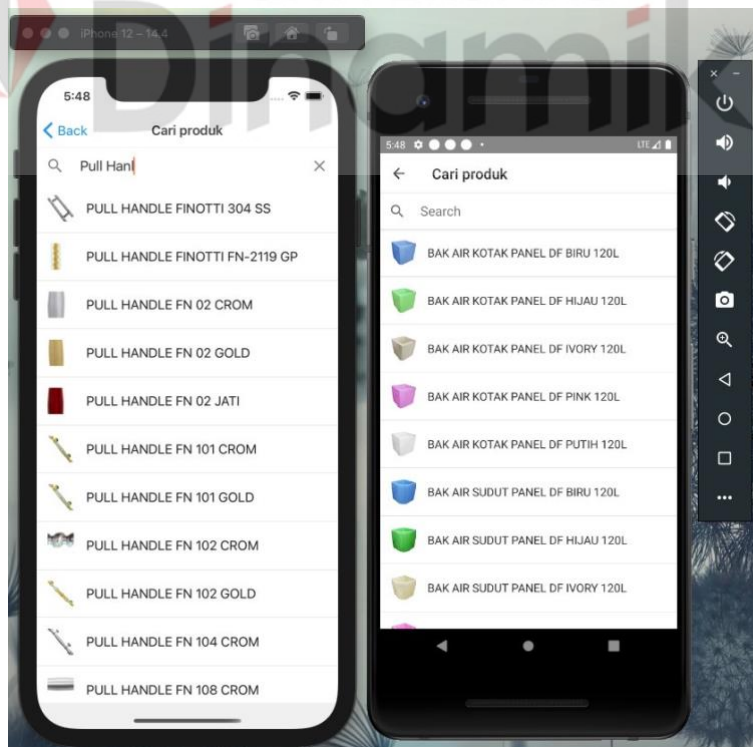 Dinamik
iPhone 12 – 14.4
5:48
Back
Cari produk
Pull Hanl
PULL HANDLE FINOTTI 304 SS
PULL HANDLE FINOTTI FN-2119 GP
PULL HANDLE FN 02 CROM
PULL HANDLE FN 02 GOLD
PULL HANDLE FN 02 JATI
PULL HANDLE FN 101 CROM
PULL HANDLE FN 101 GOLD
PULL HANDLE FN 102 CROM
PULL HANDLE FN 102 GOLD
PULL HANDLE FN 104 CROM
PULL HANDLE FN 108 CROM
5:48
LTE
Cari produk
Search
BAK AIR KOTAK PANEL DF BIRU 120L
BAK AIR KOTAK PANEL DF HIJAU 120L
BAK AIR KOTAK PANEL DF IVORY 120L
BAK AIR KOTAK PANEL DF PINK 120L
BAK AIR KOTAK PANEL DF PUTIH 120L
BAK AIR SUDUT PANEL DF BIRU 120L
BAK AIR SUDUT PANEL DF HIJAU 120L
BAK AIR SUDUT PANEL DF IVORY 120L